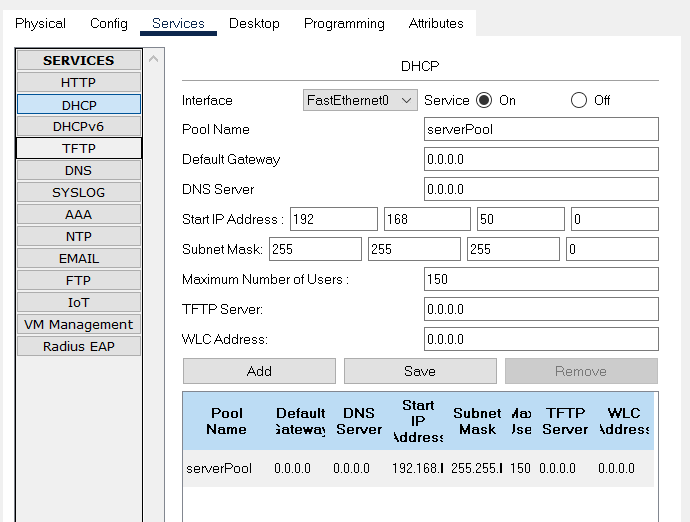 Physical Config Services Desktop Programming Attributes
SERVICES
HTTP
DHCP
DHCPv6
TFTP
DNS
SYSLOG
AAA
NTP
EMAIL
FTP
IoT
VM Management
Radius EAP
DHCP
Interface FastEthernet0 Service On Off
Pool Name serverPool
Default Gateway 0.0.0.0
DNS Server 0.0.0.0
Start IP Address : 192 168 50 0
Subnet Mask: 255 255 255 0
Maximum Number of Users : 150
TFTP Server: 0.0.0.0
WLC Address: 0.0.0.0
Add Save Remove
Pool Name Default Gateway DNS Server Start IP Address Subnet Mask Max User TFTP Server WLC Address
serverPool 0.0.0.0 0.0.0.0 192.168. 255.255. 150 0.0.0.0 0.0.0.0